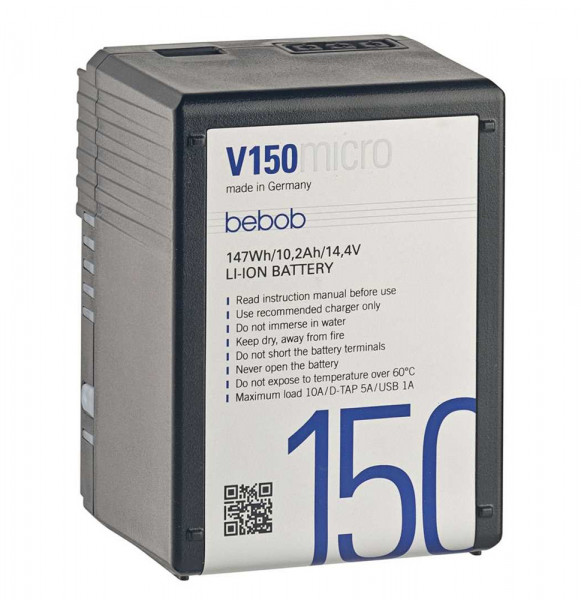 V150micro
made in Germany
bebob
147Wh/10,2Ah/14,4V
LI-ION BATTERY
Read instruction manual before use
Use recommended charger only
Do not immerse in water
Keep dry, away from fire
Do not short the battery terminals
Never open the battery
Do not expose to temperature over 60°C
Maximum load 10A/D-TAP 5A/USB 1A
150